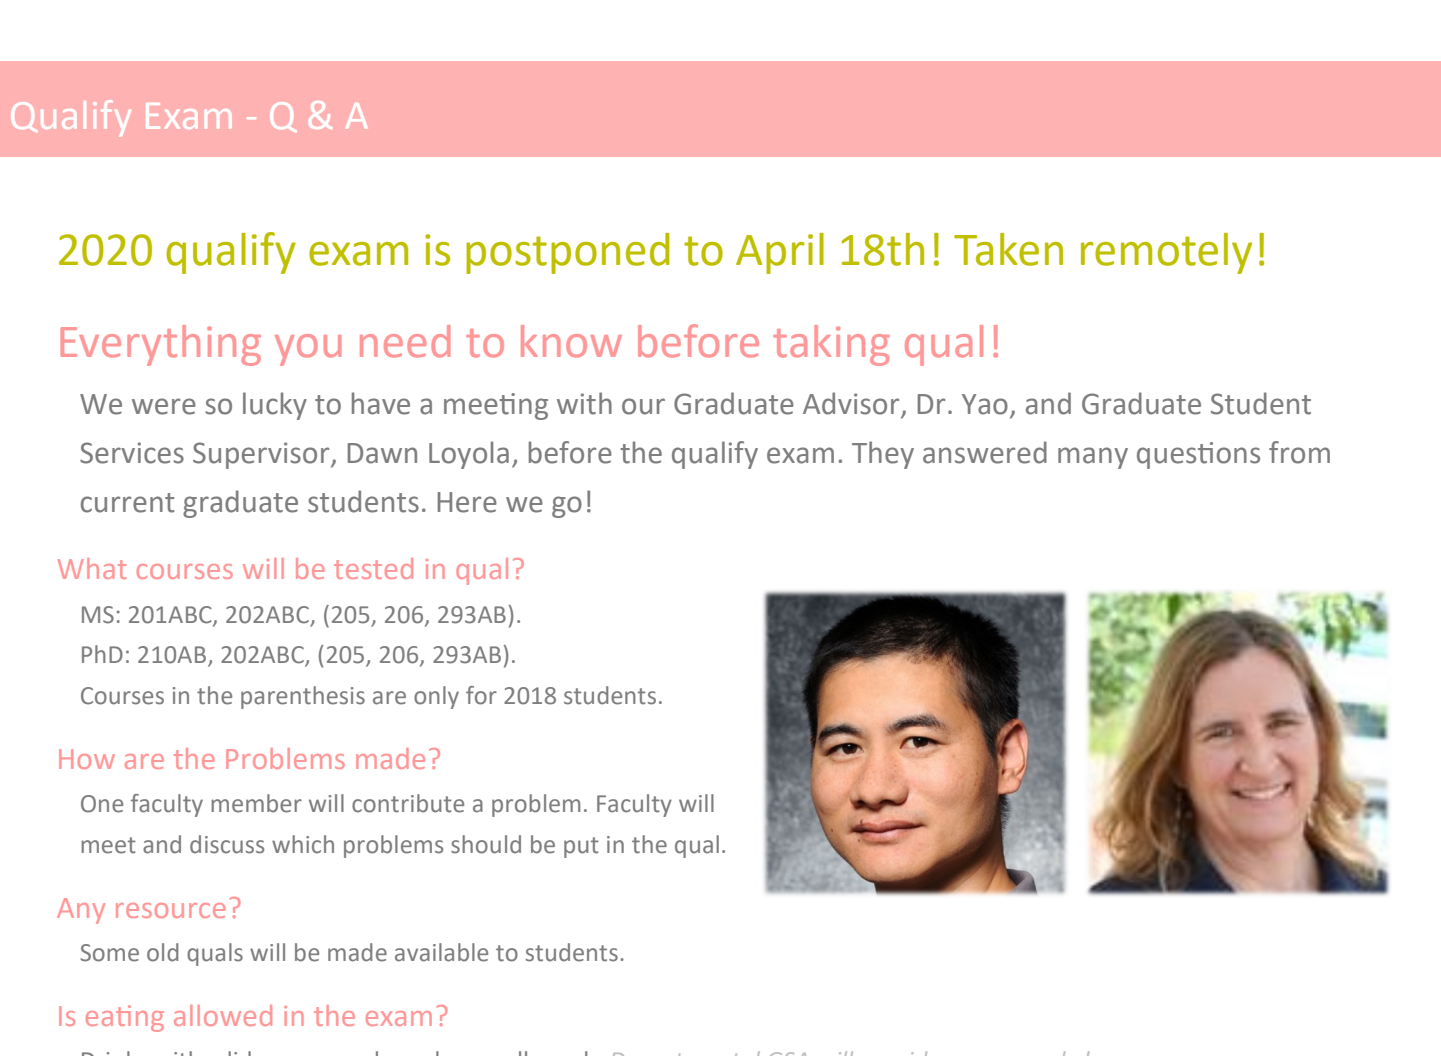 Qualify Exam - Q & A
2020 qualify exam is postponed to April 18th! Taken remotely!
Everything you need to know before taking qual!
We were so lucky to have a meeting with our Graduate Advisor, Dr. Yao, and Graduate Student
Services Supervisor, Dawn Loyola, before the qualify exam. They answered many questions from
current graduate students. Here we go!
What courses will be tested in qual?
MS: 201ABC, 202ABC, (205, 206, 293AB).
PhD: 210AB, 202ABC, (205, 206, 293AB).
Courses in the parenthesis are only for 2018 students.
How are the Problems made?
One faculty member will contribute a problem. Faculty will
meet and discuss which problems should be put in the qual.
Any resource?
Some old quals will be made available to students.
Is eating allowed in the exam?